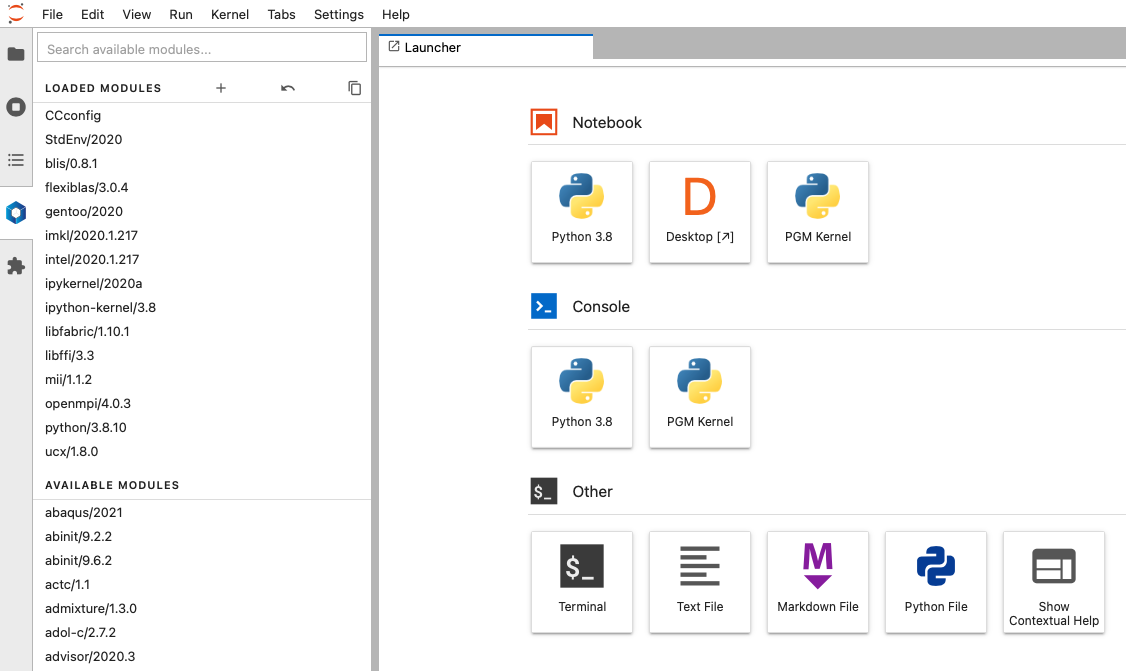 File Edit View Run Kernel Tabs Settings Help
Search available modules...
LOADED MODULES
CCconfig
StdEnv/2020
blis/0.8.1
flexiblas/3.0.4
gentoo/2020
imkl/2020.1.217
intel/2020.1.217
ipykernel/2020a
ipython-kernel/3.8
libfabric/1.10.1
libffi/3.3
mii/1.1.2
openmpi/4.0.3
python/3.8.10
ucx/1.8.0
AVAILABLE MODULES
abaqus/2021
abinit/9.2.2
abinit/9.6.2
actc/1.1
admixture/1.3.0
adol-c/2.7.2
advisor/2020.3
Launcher
Notebook
D
Python 3.8 Desktop [↗] PGM Kernel
>_ Console
Python 3.8 PGM Kernel
$_ Other
$_ M
Terminal Text File Markdown File Python File Show
Contextual Help